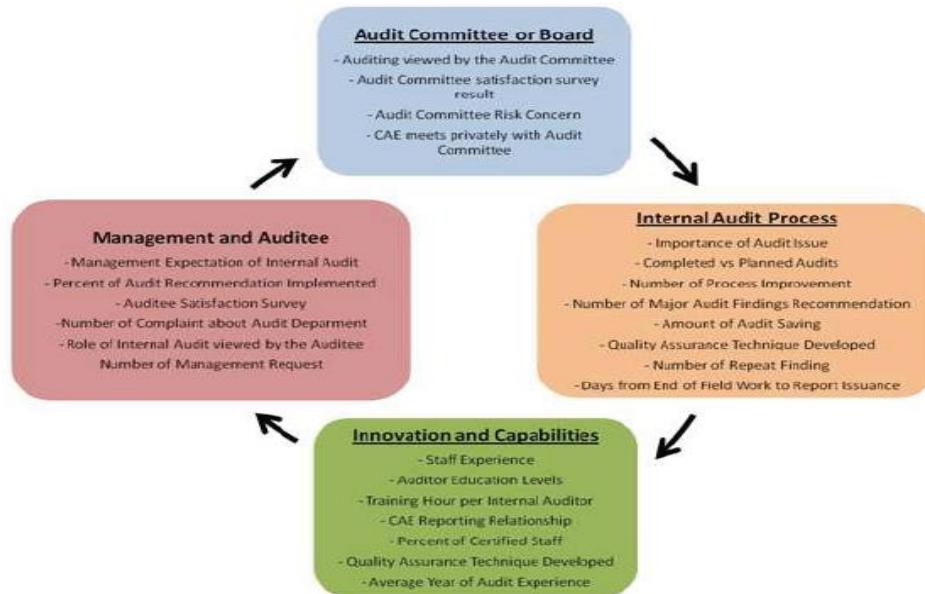 Audit Committee or Board
- Auditing viewed by the Audit Committee
- Audit Committee satisfaction survey
result
- Audit Committee Risk Concern
- CAE meets privately with Audit
Committee
Management and Auditee
- Management Expectation of Internal Audit
- Percent of Audit Recommendation Implemented
- Auditee Satisfaction Survey
-Number of Complaint about Audit Deparment
- Role of Internal Audit viewed by the Auditee
Number of Management Request
Internal Audit Process
- Importance of Audit Issue
- Completed vs Planned Audits
- Number of Process Improvement
- Number of Major Audit Findings Recommendation
- Amount of Audit Saving
- Quality Assurance Technique Developed
- Number of Repeat Finding
- Days from End of Field Work to Report Issuance
Innovation and Capabilities
- Staff Experience
- Auditor Education Levels
- Training Hour per Internal Auditor
- CAE Reporting Relationship
- Percent of Certified Staff
- Quality Assurance Technique Developed
- Average Year of Audit Experience